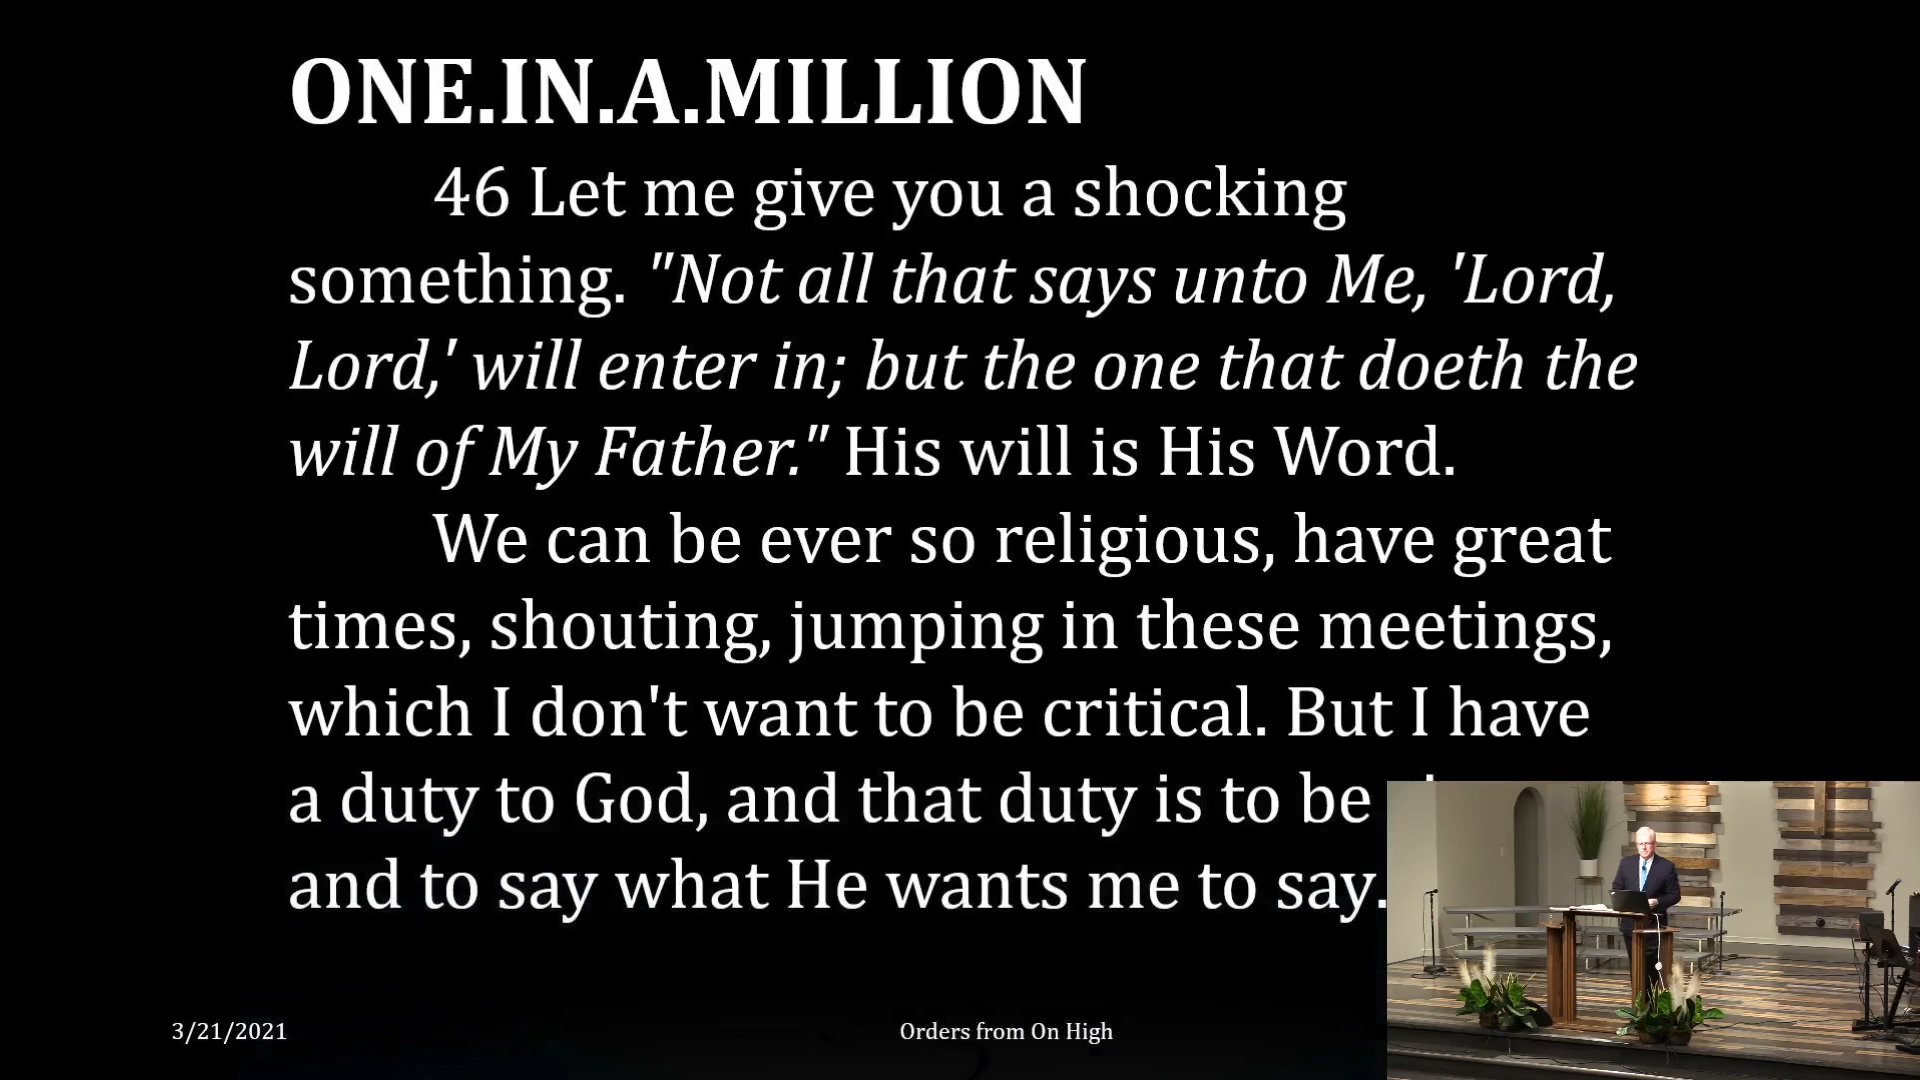 ONE.IN.A.MILLION
46 Let me give you a shocking
something. "Not all that says unto Me, 'Lord,
Lord,' will enter in; but the one that doeth the
will of My Father." His will is His Word.
We can be ever so religious, have great
times, shouting, jumping in these meetings,
which I don't want to be critical. But I have
a duty to God, and that duty is to be
and to say what He wants me to say.
3/21/2021
Orders from On High